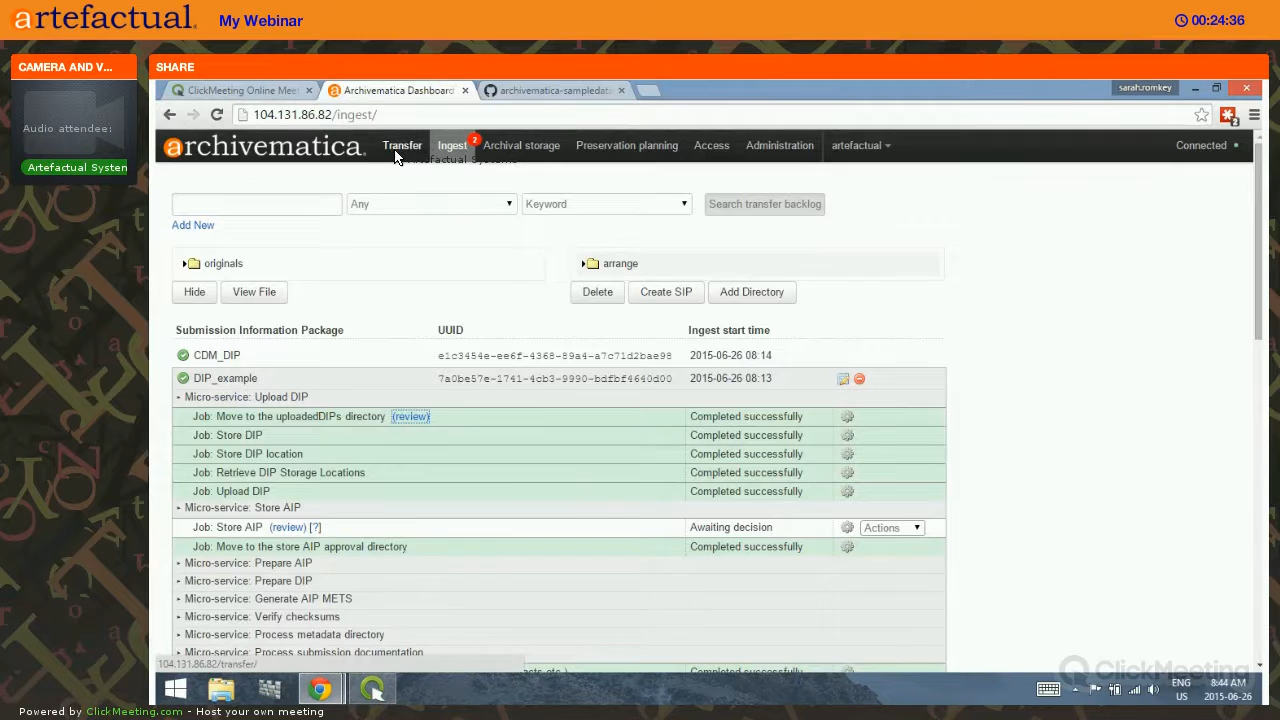 artefactual. My Webinar 00:24:36
CAMERA AND V... SHARE
Audio attendee:
Artefactual System
ClickMeeting Online Meet Archivematica Dashboard archivematica-sampledat sarah.romkey
104.131.86.82/ingest/ 2
archivematica. Transfer Ingest 2 Archival storage Preservation planning Access Administration artefactual Connected
Artefactual Systems
Any Keyword Search transfer backlog
Add New
originals arrange
Hide View File Delete Create SIP Add Directory
Submission Information Package UUID Ingest start time
CDM_DIP e1c3454e-ee6f-4368-89a4-a7c71d2bae98 2015-06-26 08:14
DIP_example 7a0be57e-1741-4cb3-9990-bdfbf4640d00 2015-06-26 08:13
Micro-service: Upload DIP
Job: Move to the uploadedDIPs directory (review) Completed successfully
Job: Store DIP Completed successfully
Job: Store DIP location Completed successfully
Job: Retrieve DIP Storage Locations Completed successfully
Job: Upload DIP Completed successfully
Micro-service: Store AIP
Job: Store AIP (review) [?] Awaiting decision Actions
Job: Move to the store AIP approval directory Completed successfully
Micro-service: Prepare AIP
Micro-service: Prepare DIP
Micro-service: Generate AIP METS
Micro-service: Verify checksums
Micro-service: Process metadata directory
Micro-service: Process submission documentation
104.131.86.82/transfer/ Completed successfully
ClickMeeting
ENG 8:44 AM
US 2015-06-26
Powered by ClickMeeting.com - Host your own meeting